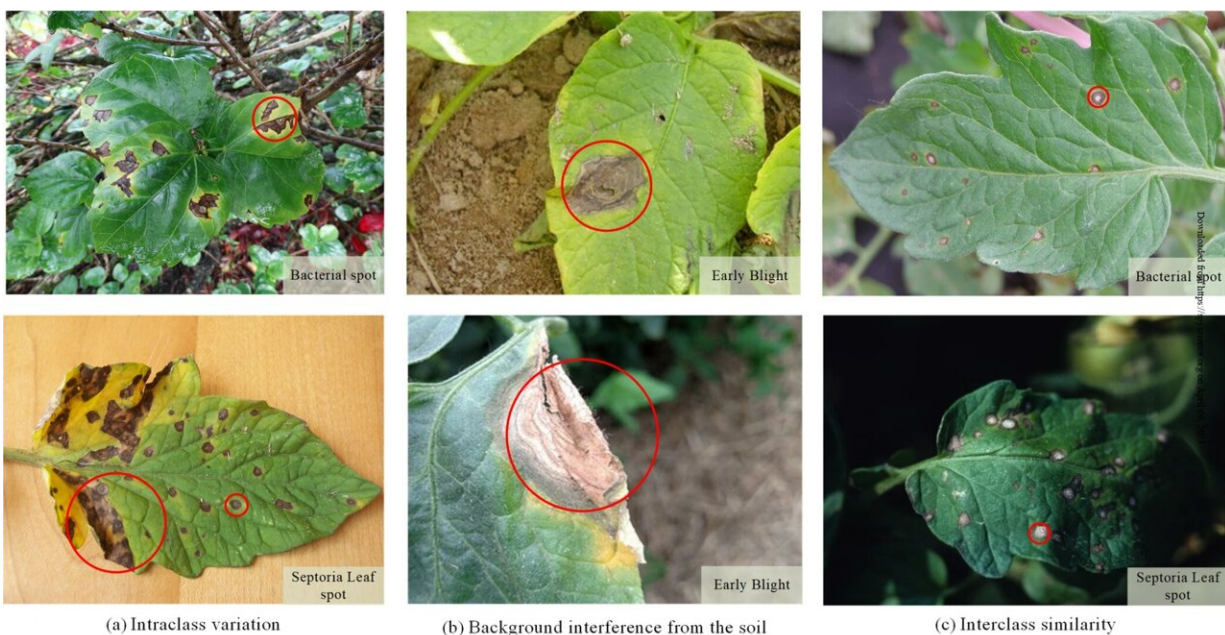 Bacterial spot
Early Blight
Bacterial spot
Downloaded from https://
Septoria Leaf
spot
Early Blight
Septoria Leaf
spot
(a) Intraclass variation
(b) Background interference from the soil
(c) Interclass similarity